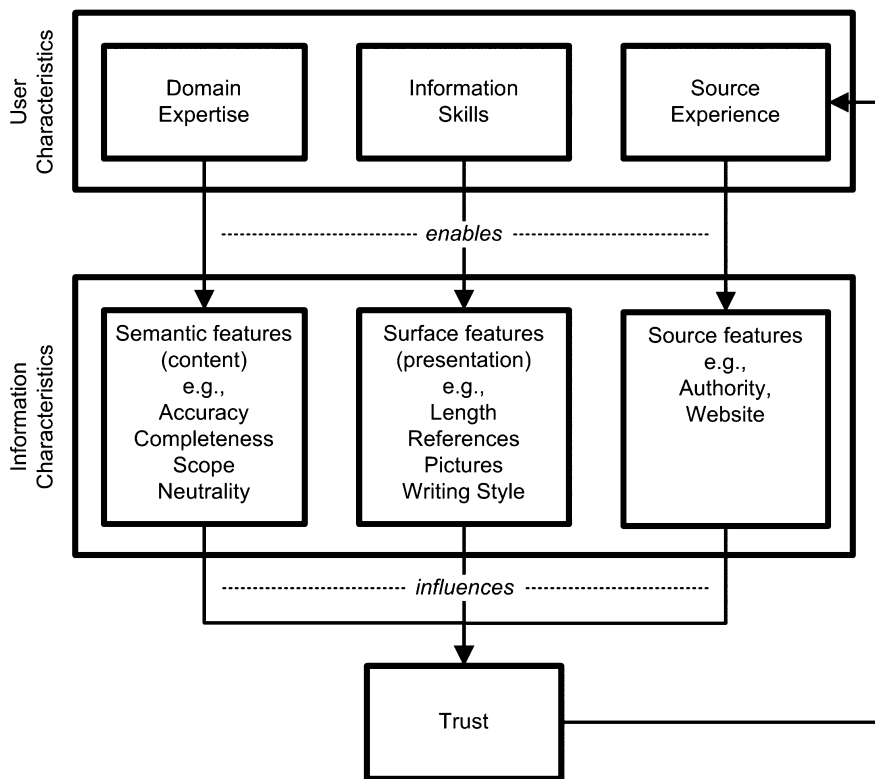 User
Characteristics
Domain
Expertise
Information
Skills
Source
Experience
enables
Information
Characteristics
Semantic features
(content)
e.g.,
Accuracy
Completeness
Scope
Neutrality
Surface features
(presentation)
e.g.,
Length
References
Pictures
Writing Style
Source features
e.g.,
Authority,
Website
influences
Trust